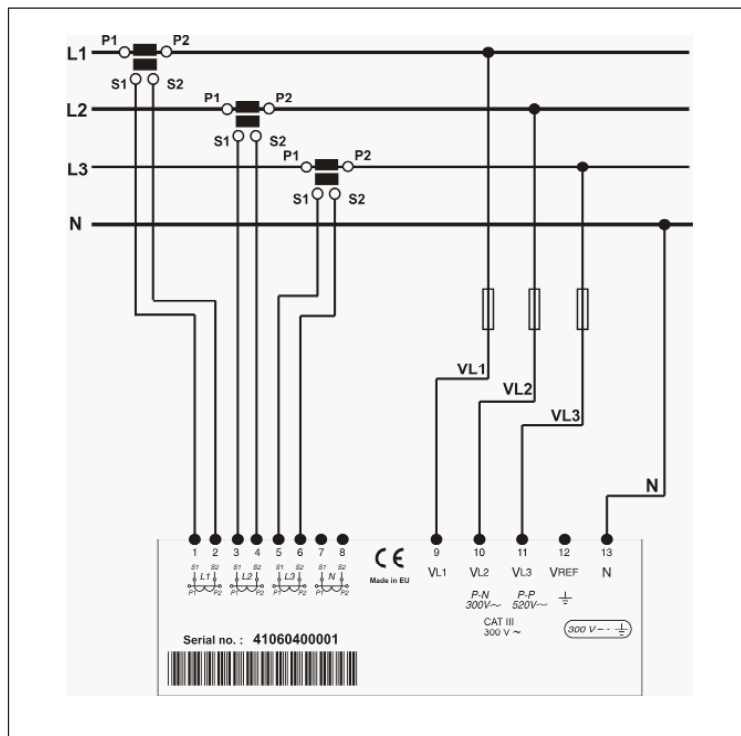 P1 P2
L1
S1 S2
P1 P2
L2
S1 S2
P1 P2
L3
S1 S2
N
VL1
VL2
VL3
N
1 2 3 4 5 6 7 8 9 10 11 12 13
S1 S2 S1 S2 S1 S2 S1 S2
L1 L2 L3 N
P1 P2 P1 P2 P1 P2 P1 P2
CE
Made in EU
VL1 VL2 VL3 VREF N
P-N P-P
300V~ 520V~
CAT III
300 V ~
300 V
Serial no. : 41060400001